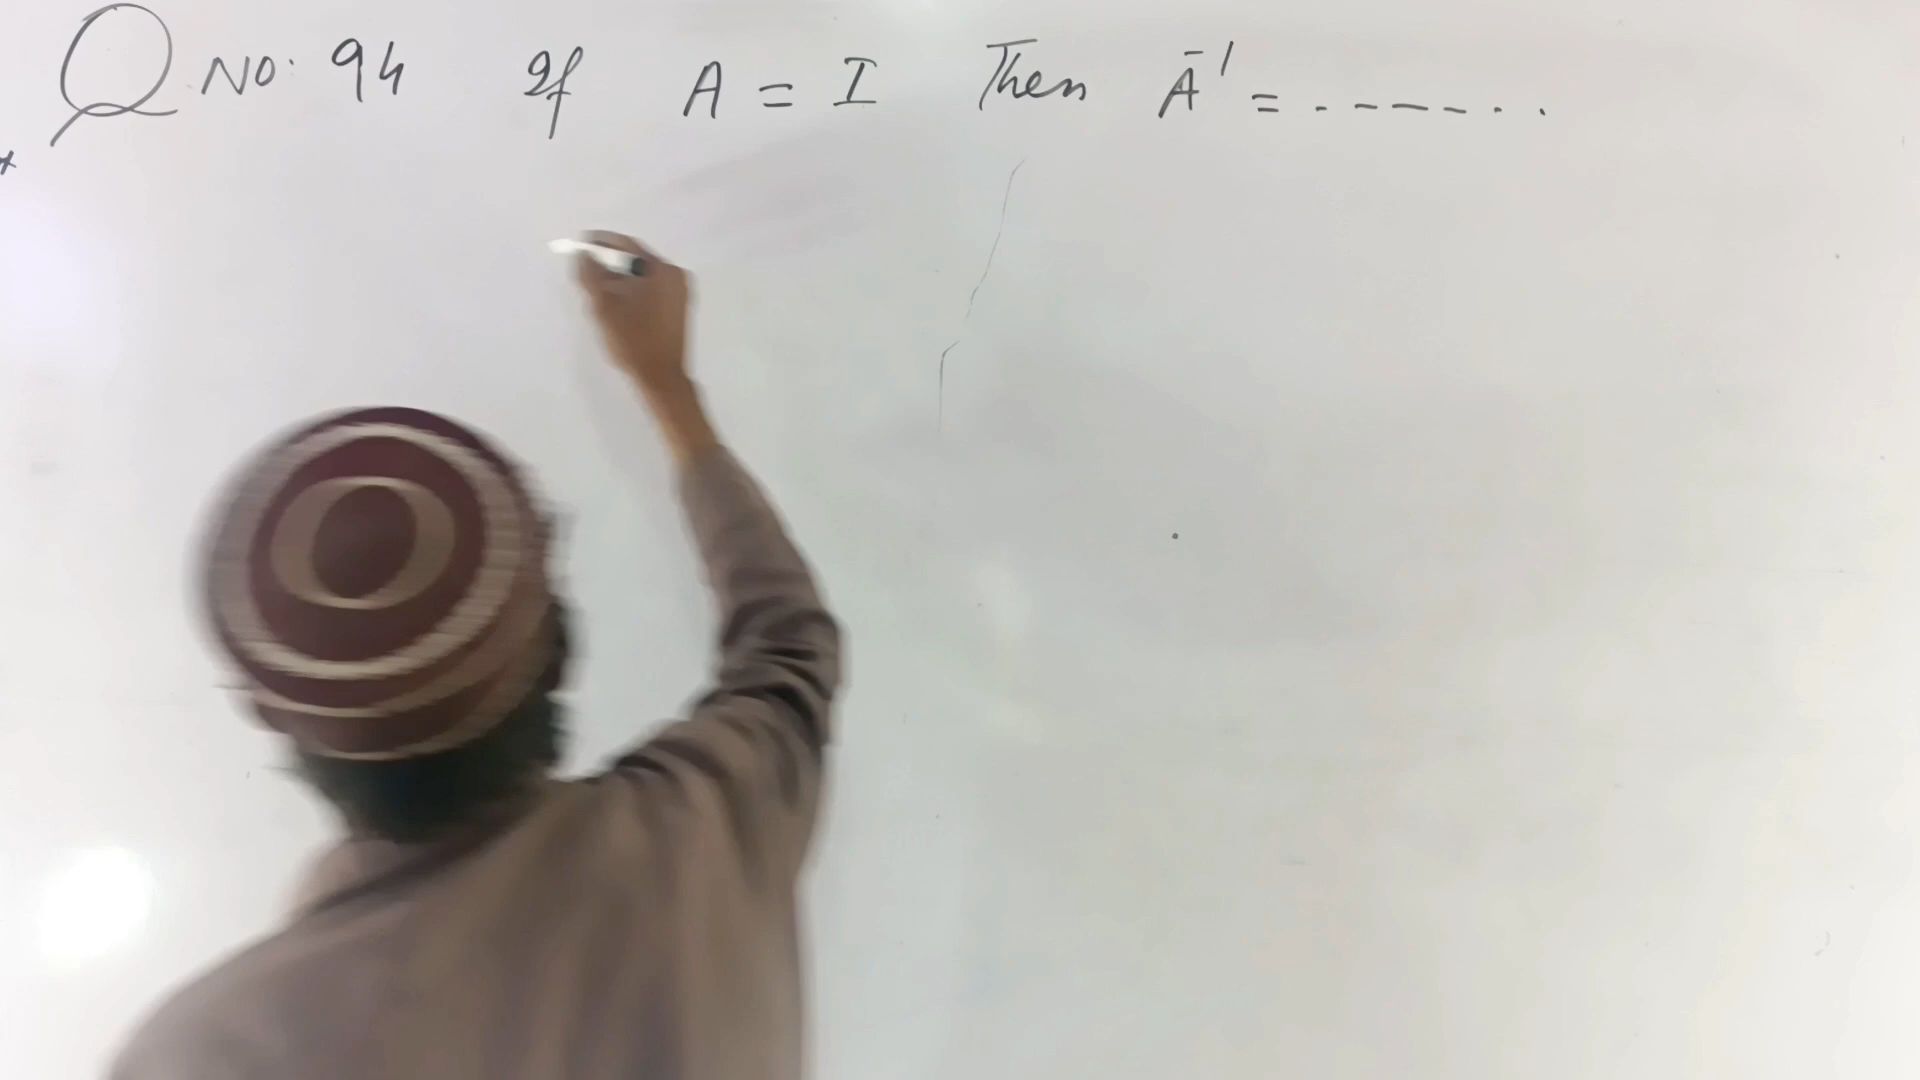 Q NO: 94 If A = I Then A⁻¹ = . - - - - . .